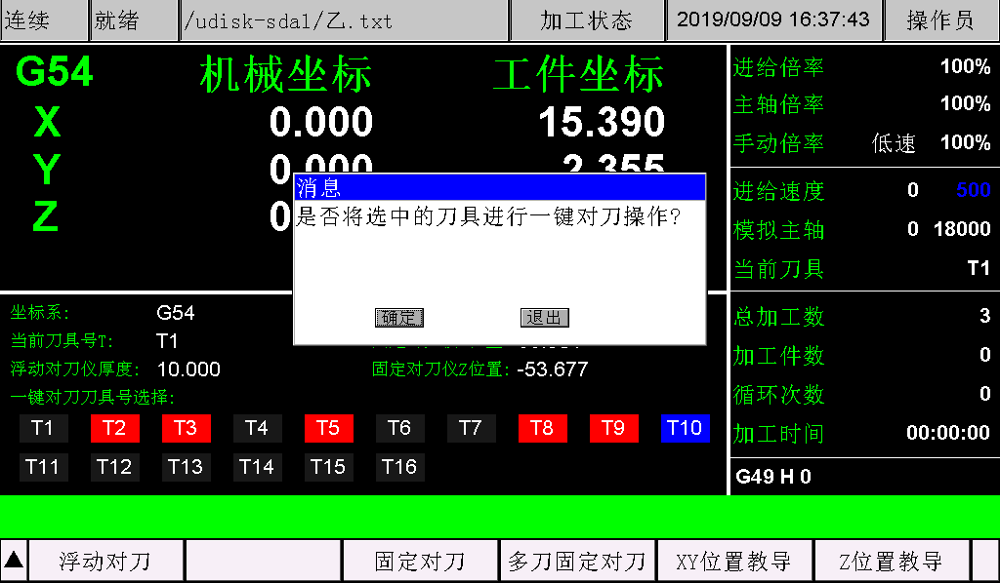 连续 就绪 /udisk-sda1/乙.txt 加工状态 2019/09/09 16:37:43 操作员
G54 机械坐标 工件坐标
X 0.000 15.390
Y 0.000 2.355
Z 0
消息
是否将选中的刀具进行一键对刀操作?
确定 退出
坐标系: G54
当前刀具号T: T1
浮动对刀仪厚度: 10.000 固定对刀仪Z位置: -53.677
一键对刀刀具号选择:
T1 T2 T3 T4 T5 T6 T7 T8 T9 T10
T11 T12 T13 T14 T15 T16
进给倍率 100%
主轴倍率 100%
手动倍率 低速 100%
进给速度 0 500
模拟主轴 0 18000
当前刀具 T1
总加工数 3
加工件数 0
循环次数 0
加工时间 00:00:00
G49 H 0
▲ 浮动对刀 固定对刀 多刀固定对刀 XY位置教导 Z位置教导